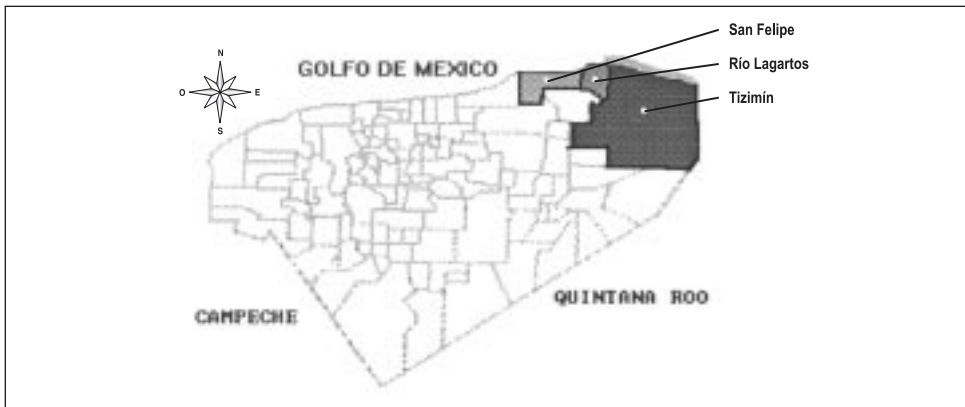 San Felipe
Río Lagartos
Tizimín
GOLFO DE MEXICO
N
O
E
S
QUINTANA ROO
CAMPECHE